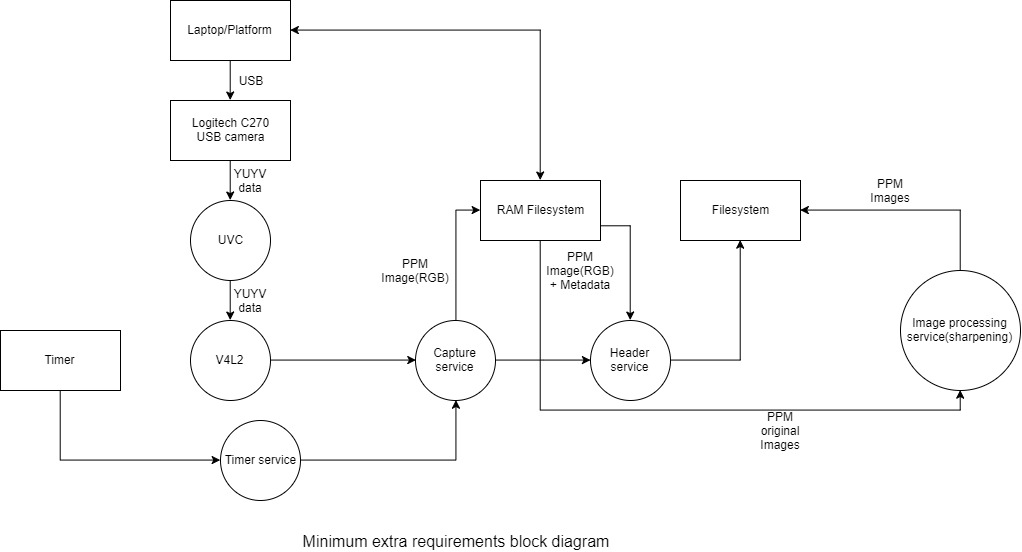 Laptop/Platform
USB
Logitech C270
USB camera
YUYV
data
UVC
YUYV
data
V4L2
Timer
Timer service
PPM
Image(RGB)
Capture
service
RAM Filesystem
PPM
Image(RGB)
+ Metadata
Header
service
Filesystem
PPM
Images
Image processing
service(sharpening)
PPM
original
Images
Minimum extra requirements block diagram